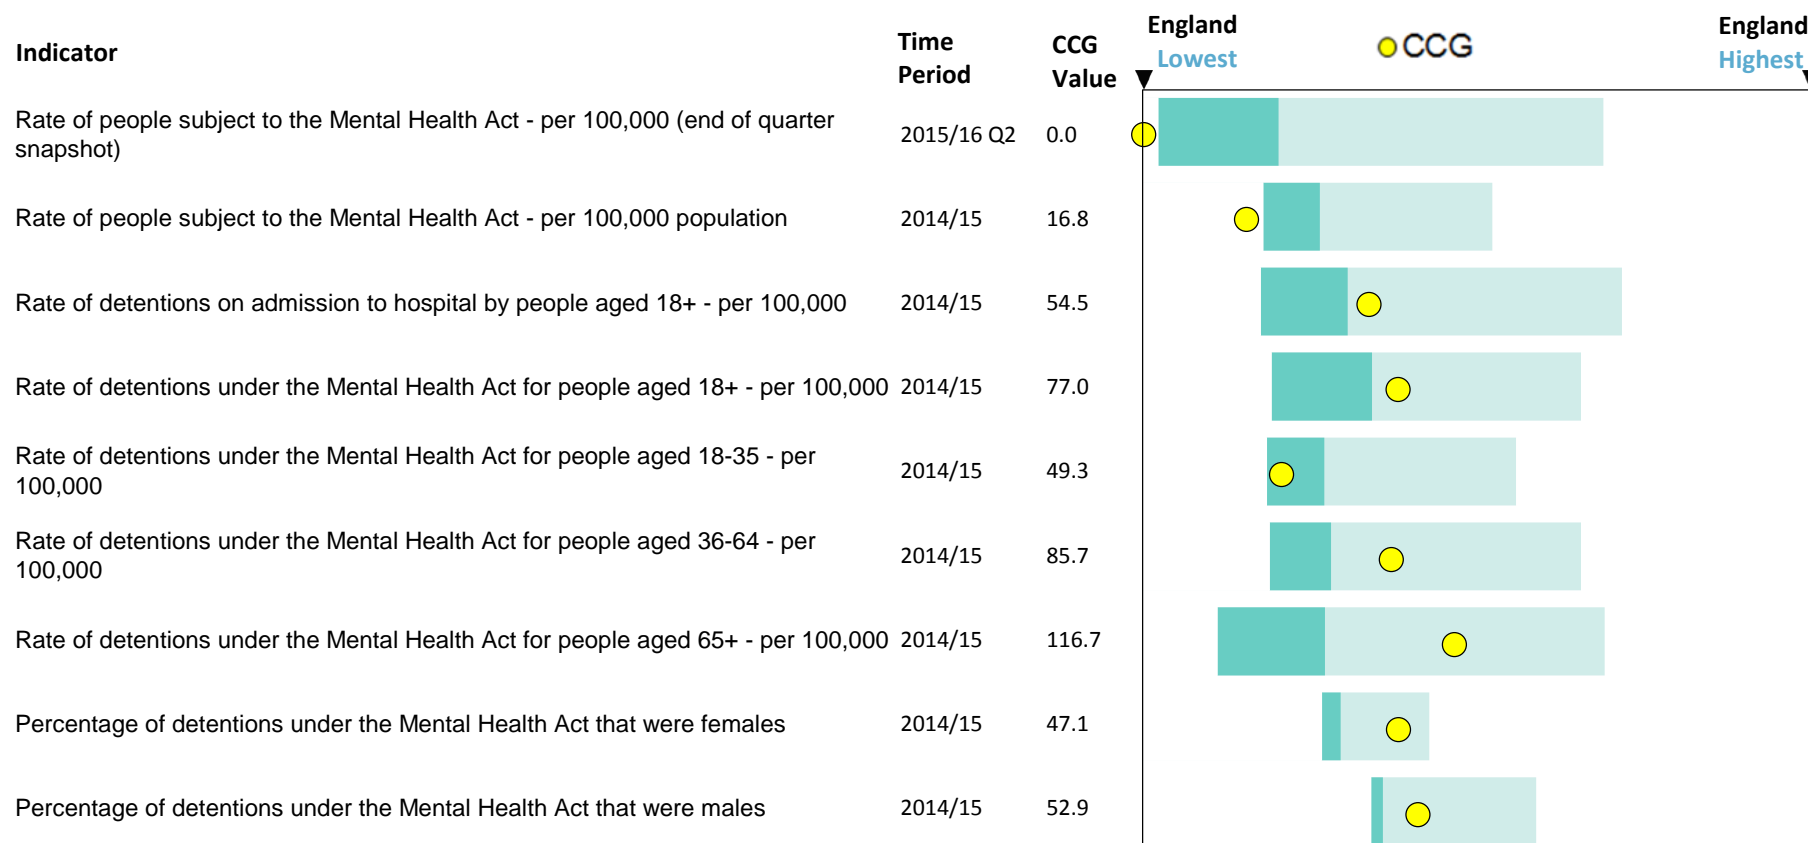 Indicator
Time Period
CCG Value
England Lowest
CCG
England Highest
Rate of people subject to the Mental Health Act - per 100,000 (end of quarter
snapshot)
2015/16 Q2 0.0
Rate of people subject to the Mental Health Act - per 100,000 population 2014/15 16.8
Rate of detentions on admission to hospital by people aged 18+ - per 100,000 2014/15 54.5
Rate of detentions under the Mental Health Act for people aged 18+ - per 100,000 2014/15 77.0
Rate of detentions under the Mental Health Act for people aged 18-35 - per
100,000
2014/15 49.3
Rate of detentions under the Mental Health Act for people aged 36-64 - per
100,000
2014/15 85.7
Rate of detentions under the Mental Health Act for people aged 65+ - per 100,000 2014/15 116.7
Percentage of detentions under the Mental Health Act that were females 2014/15 47.1
Percentage of detentions under the Mental Health Act that were males 2014/15 52.9